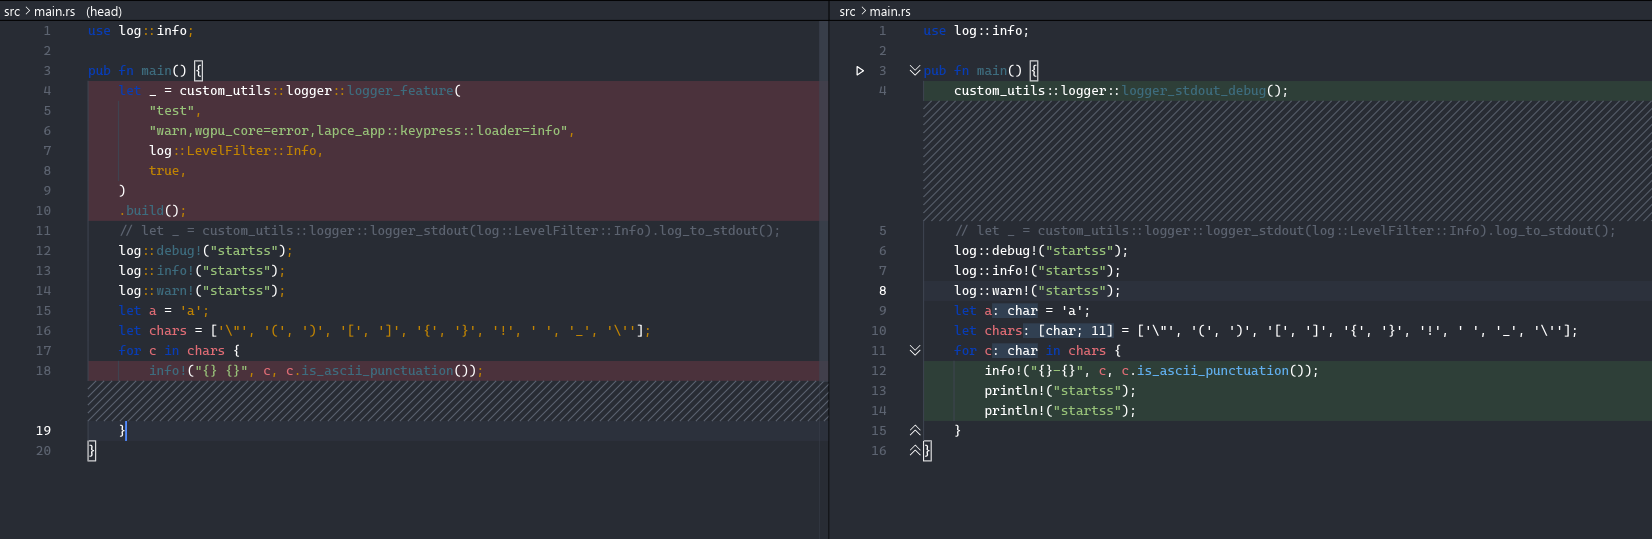 src > main.rs (head)
1 use log::info;
2
3 pub fn main() {
4     let _ = custom_utils::logger::logger_feature(
5         "test",
6         "warn,wgpu_core=error,lapce_app::keypress::loader=info",
7         log::LevelFilter::Info,
8         true,
9     )
10     .build();
11     // let _ = custom_utils::logger::logger_stdout(log::LevelFilter::Info).log_to_stdout();
12     log::debug!("startss");
13     log::info!("startss");
14     log::warn!("startss");
15     let a = 'a';
16     let chars = ['\"', '(', ')', '[', ']', '{', '}', '!', ' ', '_', '\''];
17     for c in chars {
18         info!("{} {}", c, c.is_ascii_punctuation());
19     }
20 }
src > main.rs
1 use log::info;
2
3 pub fn main() {
4     custom_utils::logger::logger_stdout_debug();
5     // let _ = custom_utils::logger::logger_stdout(log::LevelFilter::Info).log_to_stdout();
6     log::debug!("startss");
7     log::info!("startss");
8     log::warn!("startss");
9     let a: char = 'a';
10     let chars: [char; 11] = ['\"', '(', ')', '[', ']', '{', '}', '!', ' ', '_', '\''];
11     for c: char in chars {
12         info!("{}-{}", c, c.is_ascii_punctuation());
13         println!("startss");
14         println!("startss");
15     }
16 }